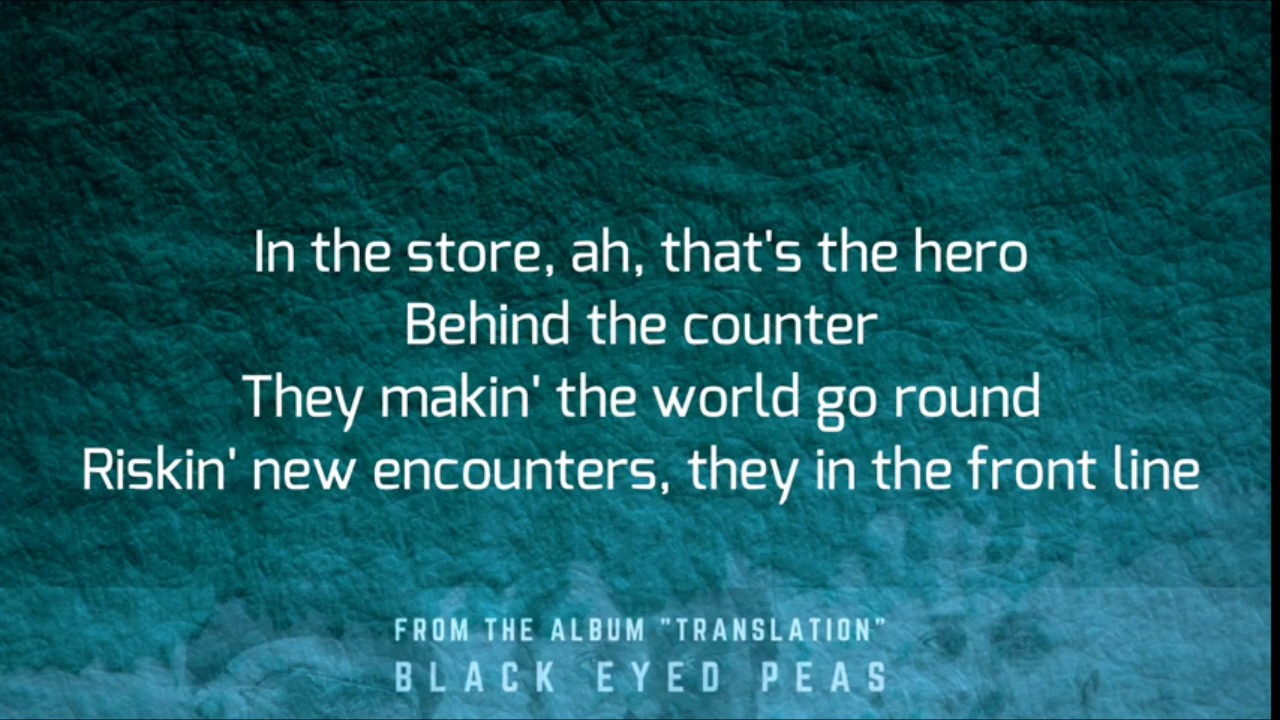 In the store, ah, that's the hero
Behind the counter
They makin' the world go round
Riskin' new encounters, they in the front line
FROM THE ALBUM "TRANSLATION"
BLACK EYED PEAS